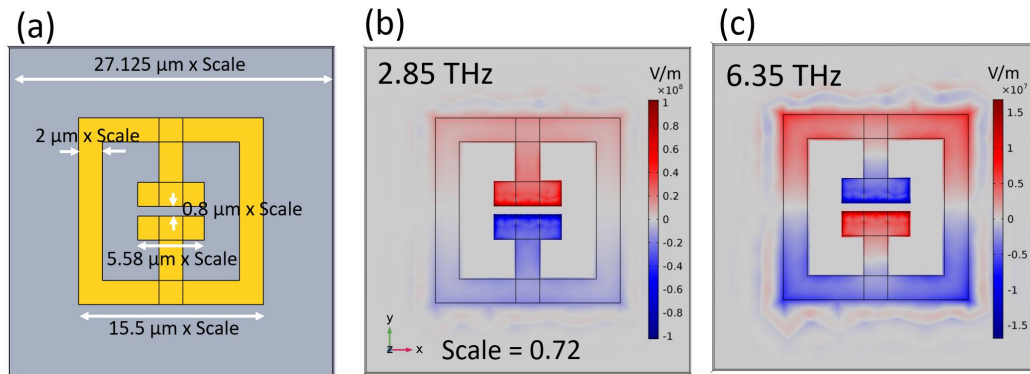 (a)
27.125 µm x Scale
2 µm x Scale
0.8 µm x Scale
5.58 µm x Scale
15.5 µm x Scale
(b)
2.85 THz
V/m
×10⁸
1
0.8
0.6
0.4
0.2
0
-0.2
-0.4
-0.6
-0.8
-1
y
z
x
Scale = 0.72
(c)
6.35 THz
V/m
×10⁷
1.5
1
0.5
0
-0.5
-1
-1.5